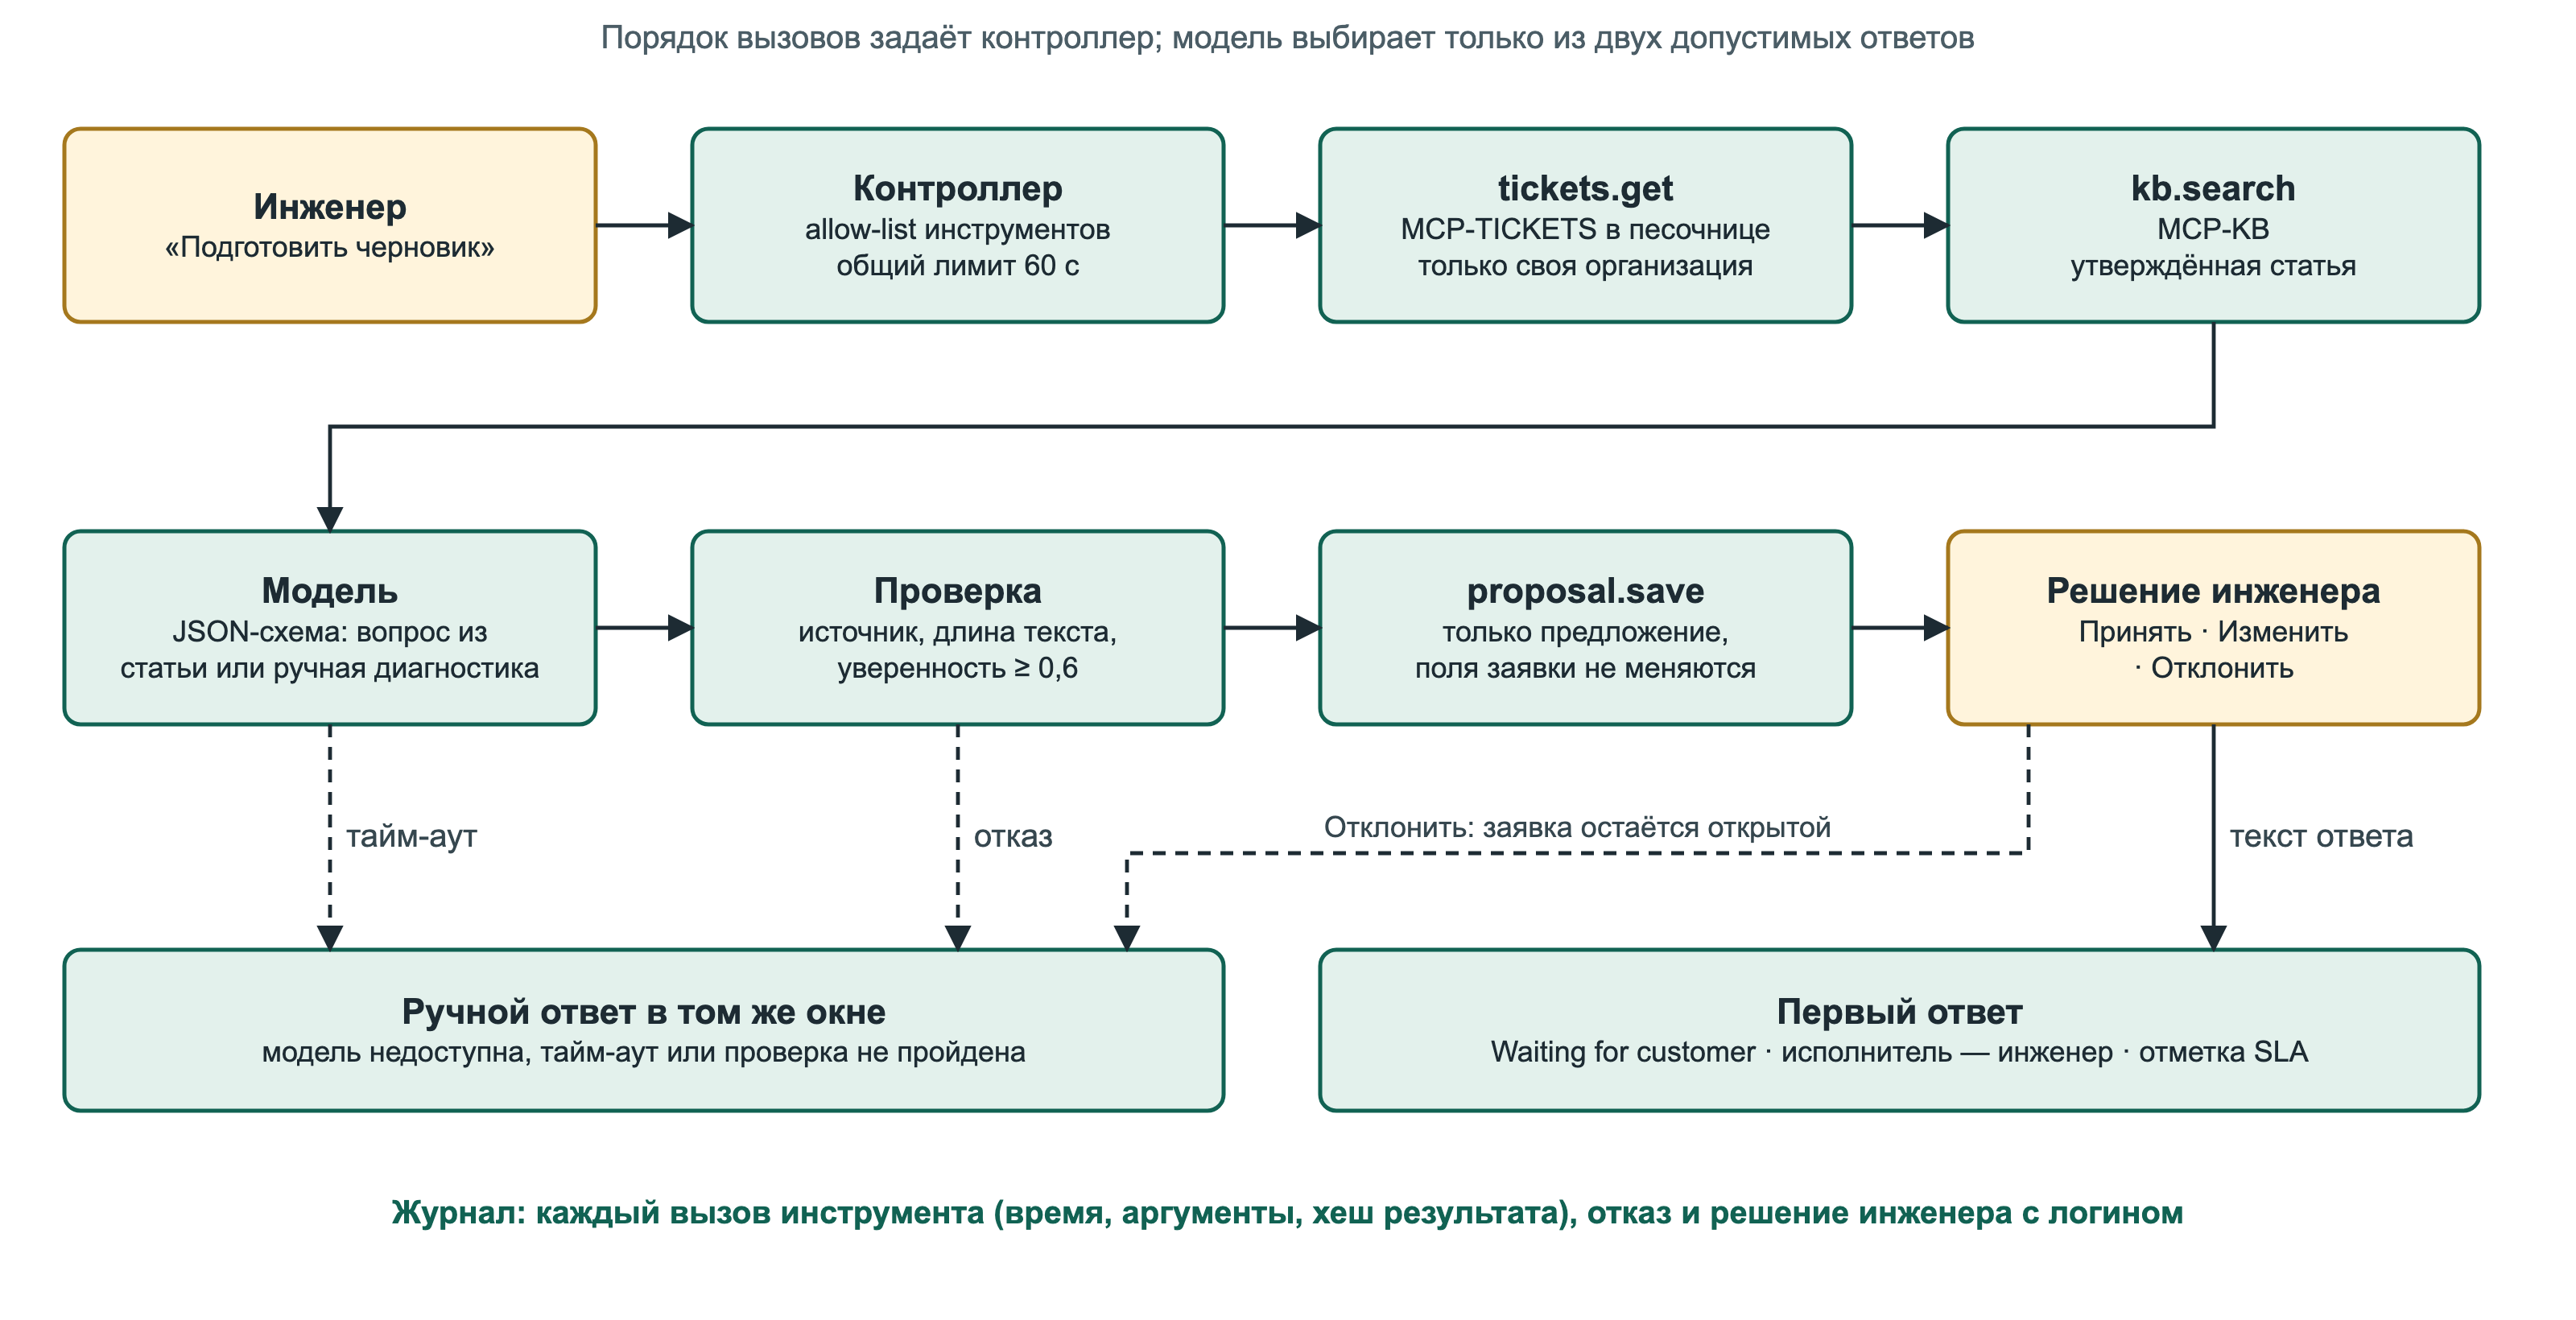 Порядок вызовов задаёт контроллер; модель выбирает только из двух допустимых ответов
Инженер
«Подготовить черновик»
Контроллер
allow-list инструментов
общий лимит 60 с
tickets.get
MCP-TICKETS в песочнице
только своя организация
kb.search
MCP-KB
утверждённая статья
Модель
JSON-схема: вопрос из
статьи или ручная диагностика
Проверка
источник, длина текста,
уверенность ≥ 0,6
proposal.save
только предложение,
поля заявки не меняются
Решение инженера
Принять · Изменить
· Отклонить
тайм-аут
отказ
Отклонить: заявка остаётся открытой
текст ответа
Ручной ответ в том же окне
модель недоступна, тайм-аут или проверка не пройдена
Первый ответ
Waiting for customer · исполнитель — инженер · отметка SLA
Журнал: каждый вызов инструмента (время, аргументы, хеш результата), отказ и решение инженера с логином